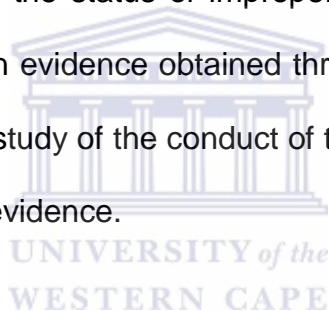 the status of
evidence obtained
study of the conduct of
evidence.
UNIVERSITY of the
WESTERN CAPE